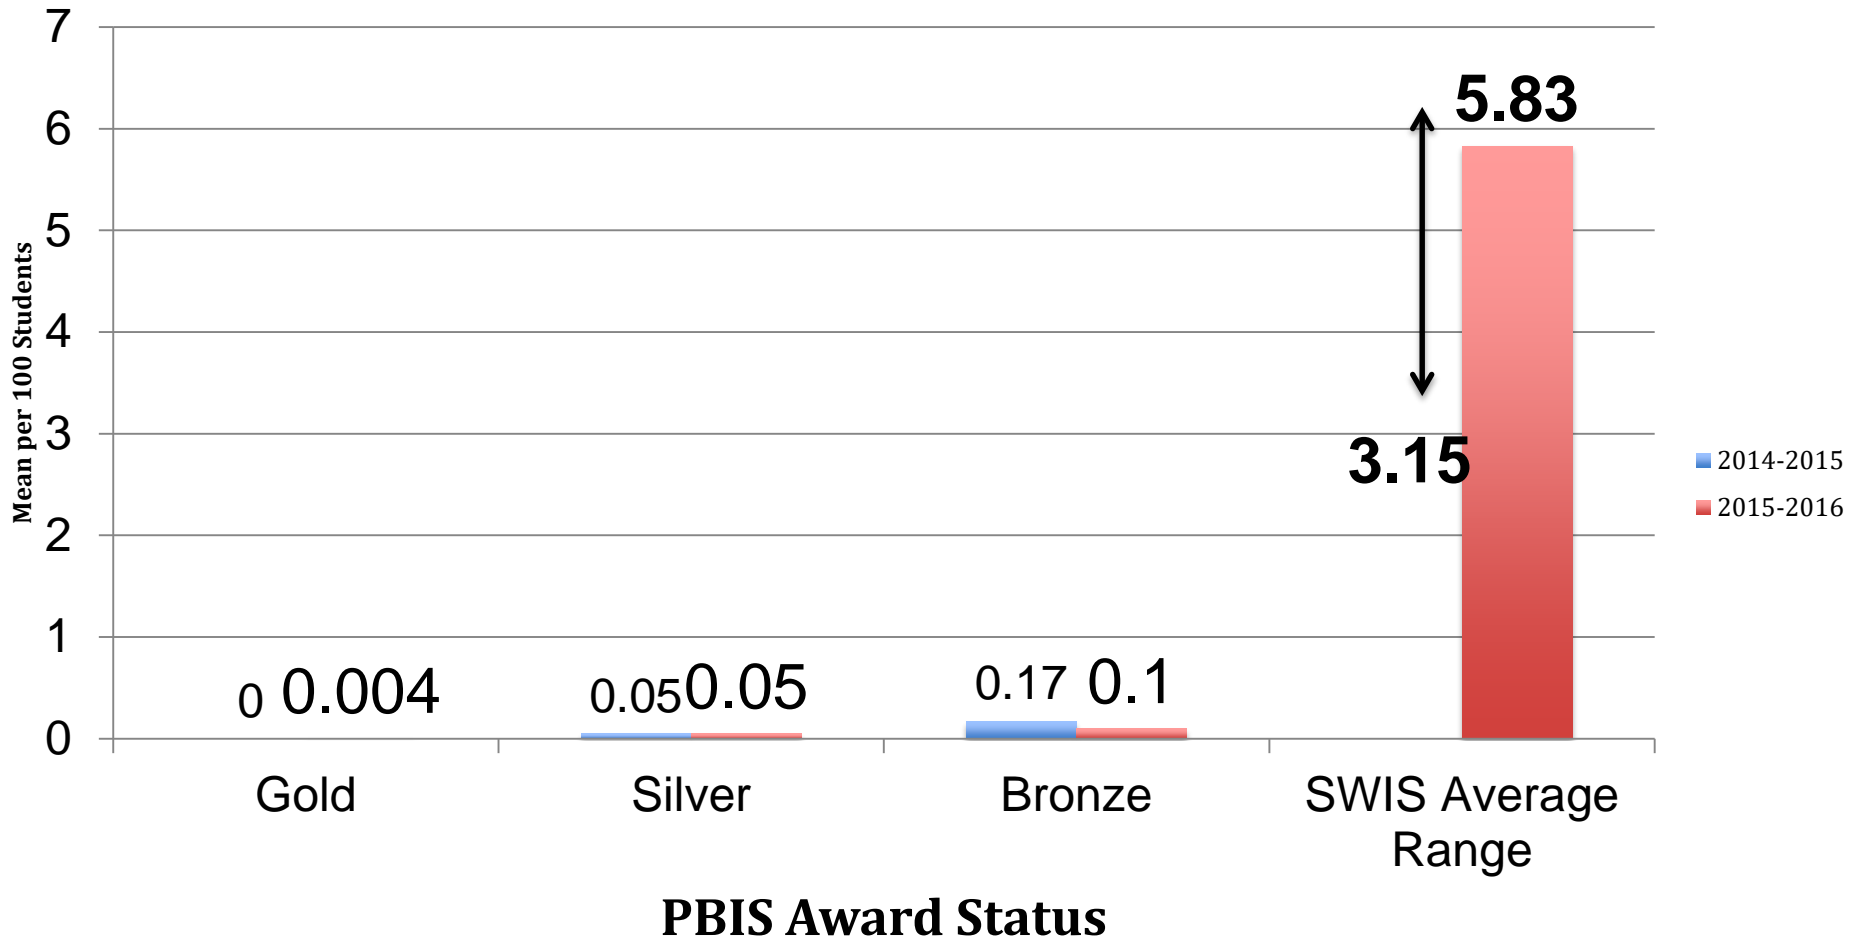 7
6
5
4
3
2
1
0
Mean per 100 Students
0 0.004
0.05 0.05
0.17 0.1
5.83
3.15
Gold
Silver
Bronze
SWIS Average
Range
PBIS Award Status
2014-2015
2015-2016